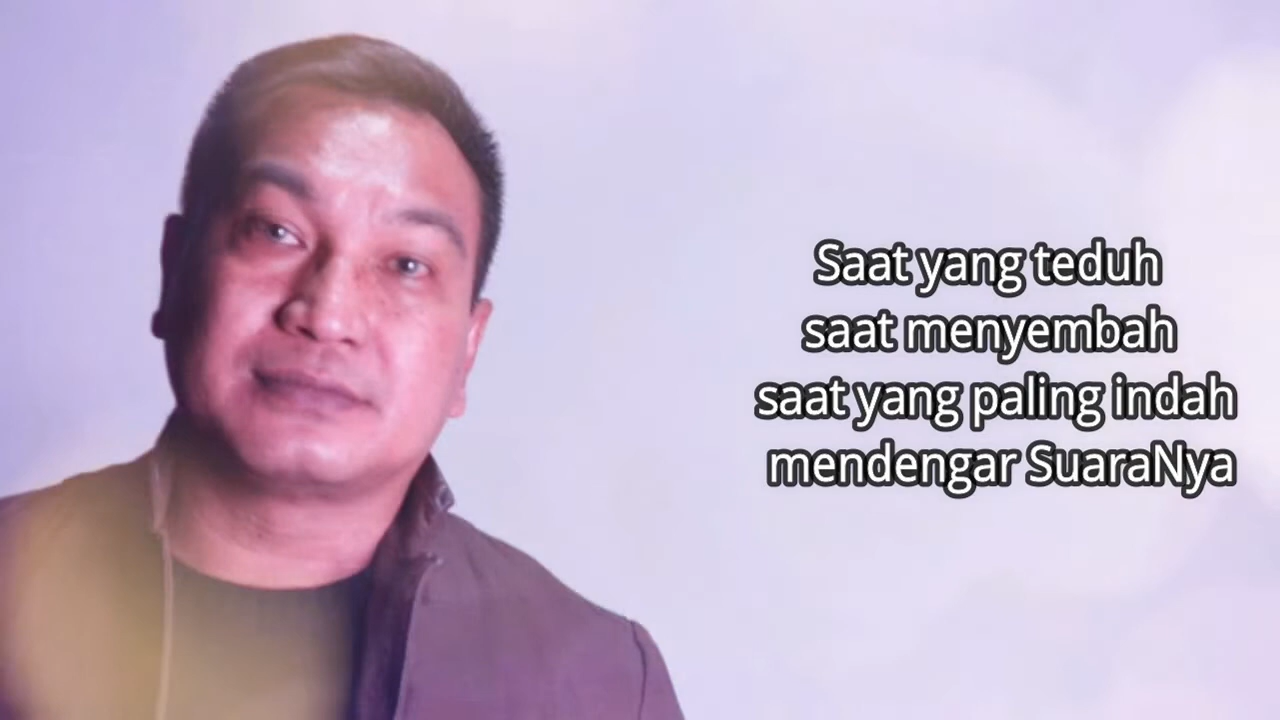 Saat yang teduh
saat menyembah
saat yang paling indah
mendengar SuaraNya